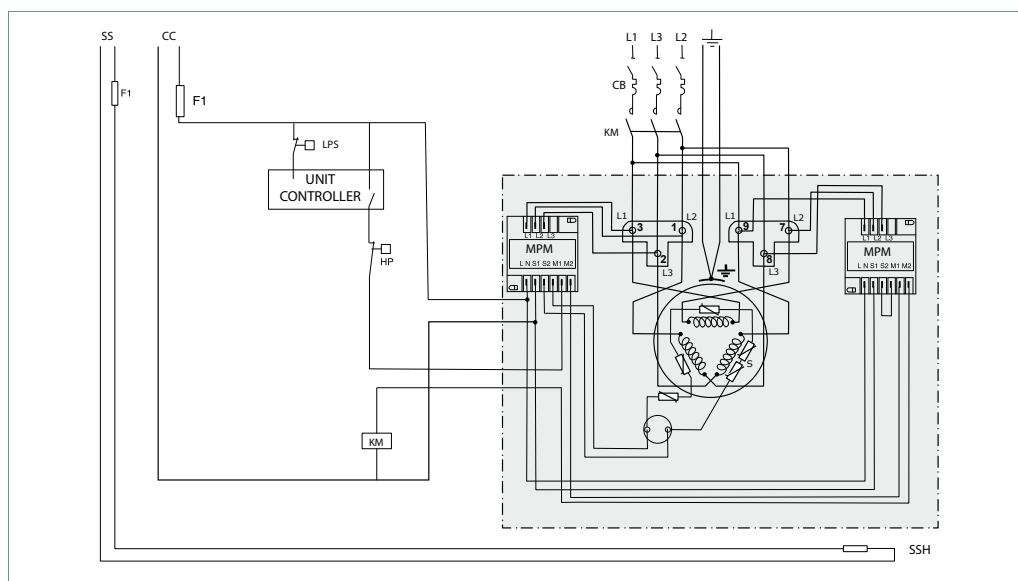 SS CC L1 L3 L2
F1 F1 CB
KM
LPS
UNIT
CONTROLLER
HP
KM
L1 L2 L3
MPM
L N S1 S2 M1 M2
L1 3 1 L2
2
L3
L1 9 7 L2
8
L3
L1 L2 L3
MPM
L N S1 S2 M1 M2
S
SSH